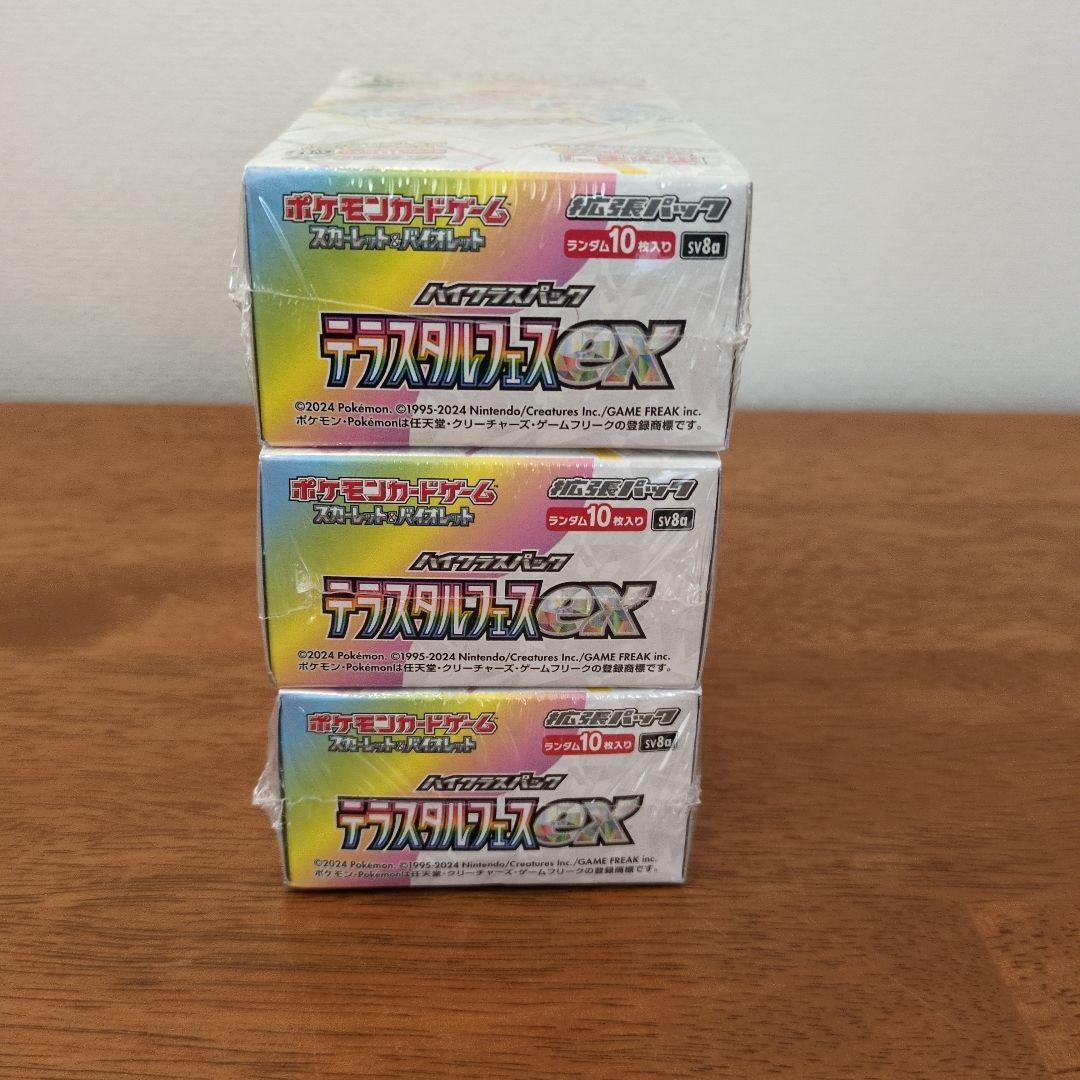 ポケモンカードゲーム
スカーレット&バイオレット
拡張パック
ランダム10枚入り SV8a
ハイクラスパック
テラスタルフェスex
©2024 Pokémon. ©1995-2024 Nintendo/Creatures Inc./GAME FREAK inc.
ポケモン・Pokémonは任天堂・クリーチャーズ・ゲームフリークの登録商標です。
ポケモンカードゲーム
スカーレット&バイオレット
拡張パック
ランダム10枚入り SV8a
ハイクラスパック
テラスタルフェスex
©2024 Pokémon. ©1995-2024 Nintendo/Creatures Inc./GAME FREAK inc.
ポケモン・Pokémonは任天堂・クリーチャーズ・ゲームフリークの登録商標です。
ポケモンカードゲーム
スカーレット&バイオレット
拡張パック
ランダム10枚入り SV8a
ハイクラスパック
テラスタルフェスex
©2024 Pokémon. ©1995-2024 Nintendo/Creatures Inc./GAME FREAK inc.
ポケモン・Pokémonは任天堂・クリーチャーズ・ゲームフリークの登録商標です。